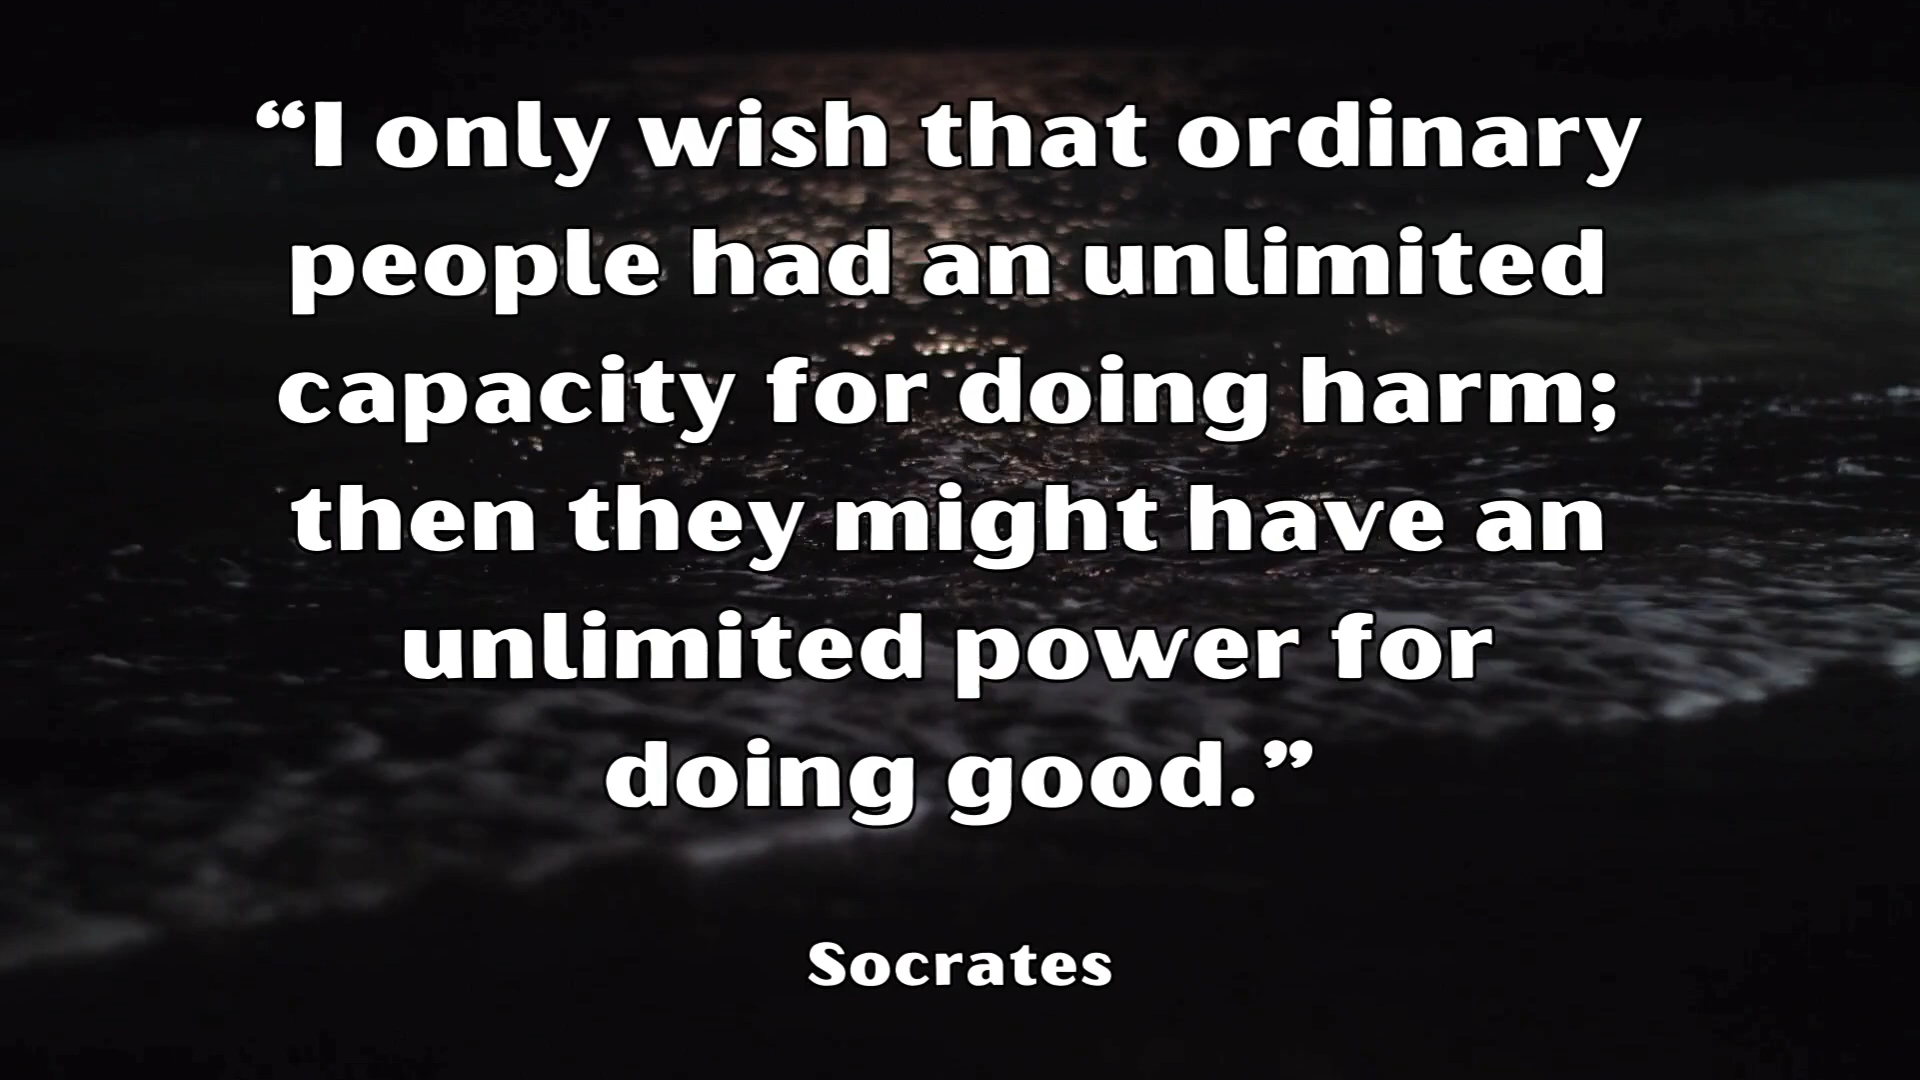 “I only wish that ordinary
people had an unlimited
capacity for doing harm;
then they might have an
unlimited power for
doing good.”
Socrates